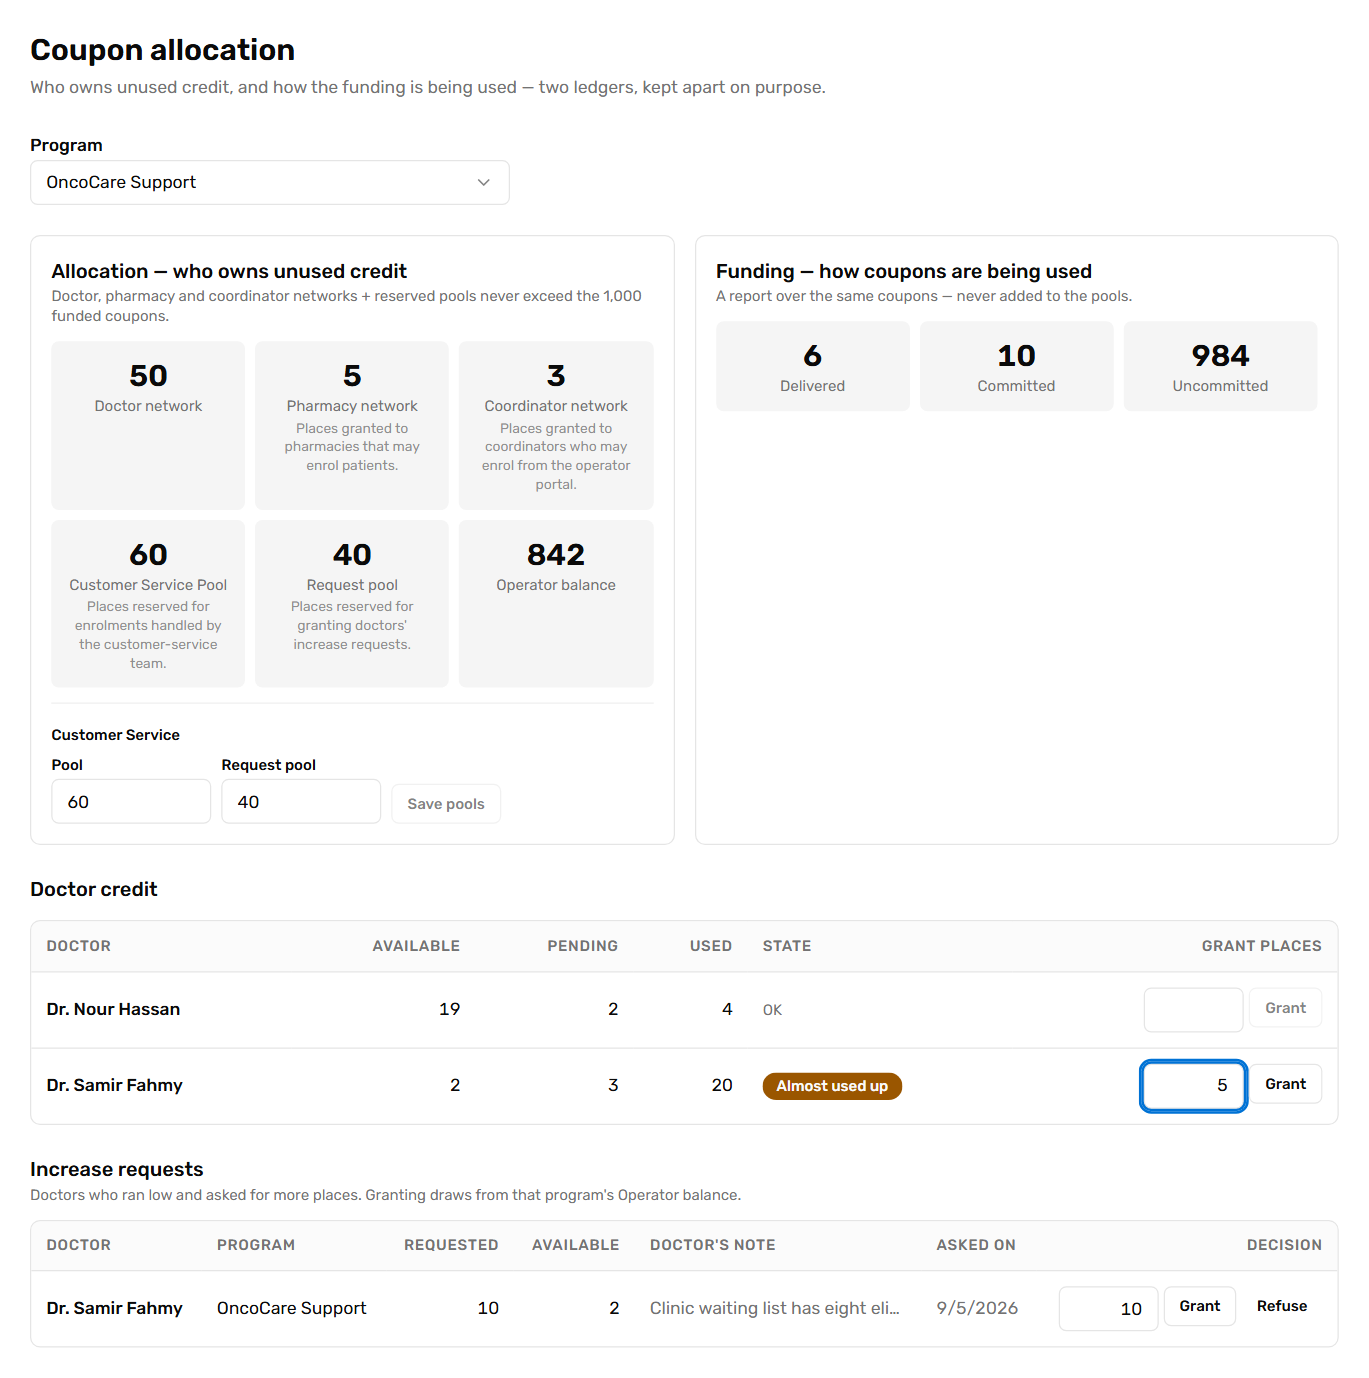 Coupon allocation
Who owns unused credit, and how the funding is being used — two ledgers, kept apart on purpose.
Program
OncoCare Support
Allocation — who owns unused credit
Doctor, pharmacy and coordinator networks + reserved pools never exceed the 1,000
funded coupons.
50
Doctor network
5
Pharmacy network
Places granted to
pharmacies that may
enrol patients.
3
Coordinator network
Places granted to
coordinators who may
enrol from the operator
portal.
60
Customer Service Pool
Places reserved for
enrolments handled by
the customer-service
team.
40
Request pool
Places reserved for
granting doctors'
increase requests.
842
Operator balance
Customer Service
Pool
Request pool
60
40
Save pools
Funding — how coupons are being used
A report over the same coupons — never added to the pools.
6
Delivered
10
Committed
984
Uncommitted
Doctor credit
DOCTOR AVAILABLE PENDING USED STATE GRANT PLACES
Dr. Nour Hassan 19 2 4 OK Grant
Dr. Samir Fahmy 2 3 20 Almost used up 5 Grant
Increase requests
Doctors who ran low and asked for more places. Granting draws from that program's Operator balance.
DOCTOR PROGRAM REQUESTED AVAILABLE DOCTOR'S NOTE ASKED ON DECISION
Dr. Samir Fahmy OncoCare Support 10 2 Clinic waiting list has eight eli... 9/5/2026 10 Grant Refuse